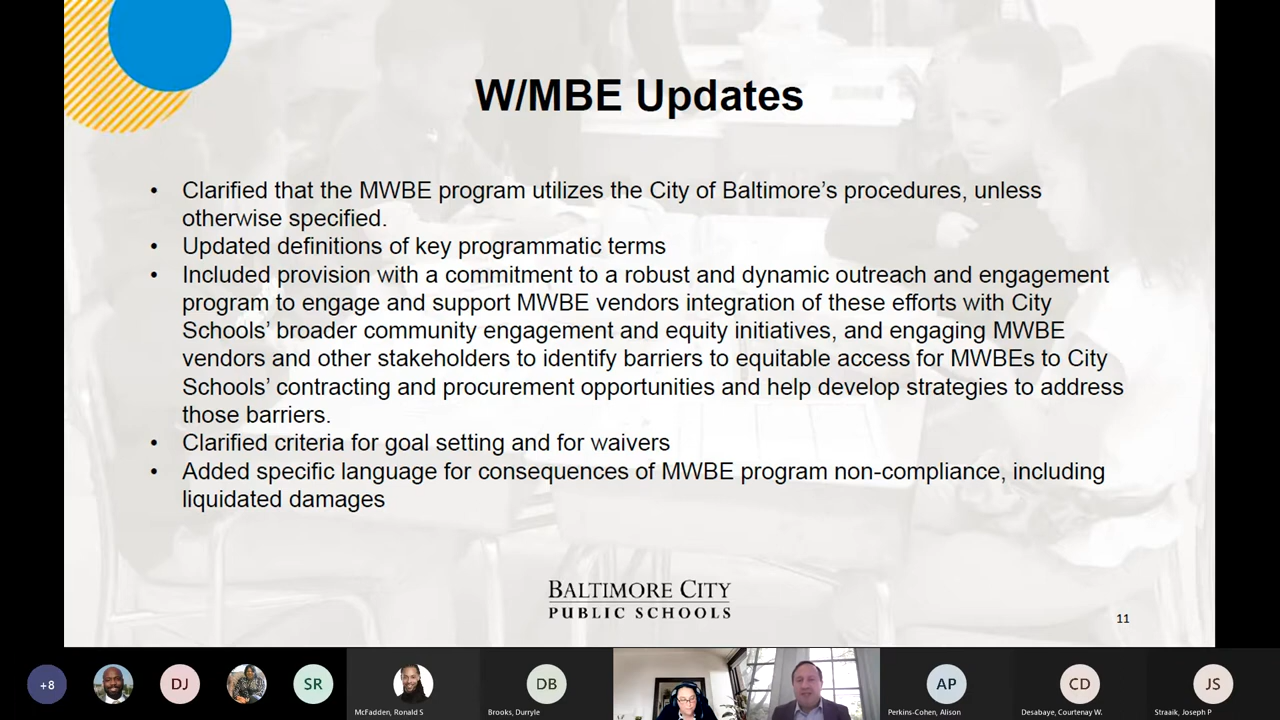 W/MBE Updates
• Clarified that the MWBE program utilizes the City of Baltimore's procedures, unless
otherwise specified.
• Updated definitions of key programmatic terms
• Included provision with a commitment to a robust and dynamic outreach and engagement
program to engage and support MWBE vendors integration of these efforts with City
Schools' broader community engagement and equity initiatives, and engaging MWBE
vendors and other stakeholders to identify barriers to equitable access for MWBEs to City
Schools' contracting and procurement opportunities and help develop strategies to address
those barriers.
• Clarified criteria for goal setting and for waivers
• Added specific language for consequences of MWBE program non-compliance, including
liquidated damages
BALTIMORE CITY
PUBLIC SCHOOLS
11
+8
DJ
SR
McFadden, Ronald S
DB
Brooks, Durryle
AP
Perkins-Cohen, Alison
CD
Desabaye, Courtenay W.
JS
Straaik, Joseph P